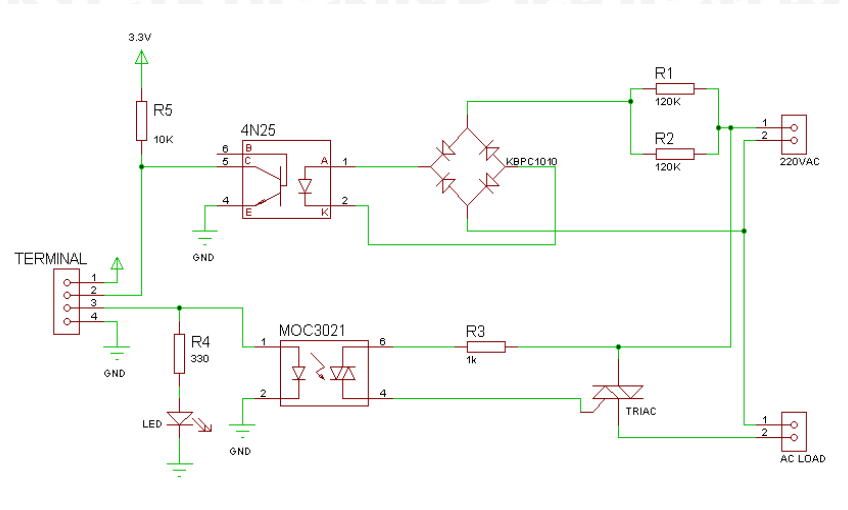 3.3V
R5
10K
4N25
6
B
5
C
4
E
A
1
K
2
GND
KBPC1010
R1
120K
R2
120K
1
2
220VAC
TERMINAL
1
2
3
4
GND
R4
330
LED
MOC3021
1
2
6
4
GND
R3
1k
TRIAC
1
2
AC LOAD